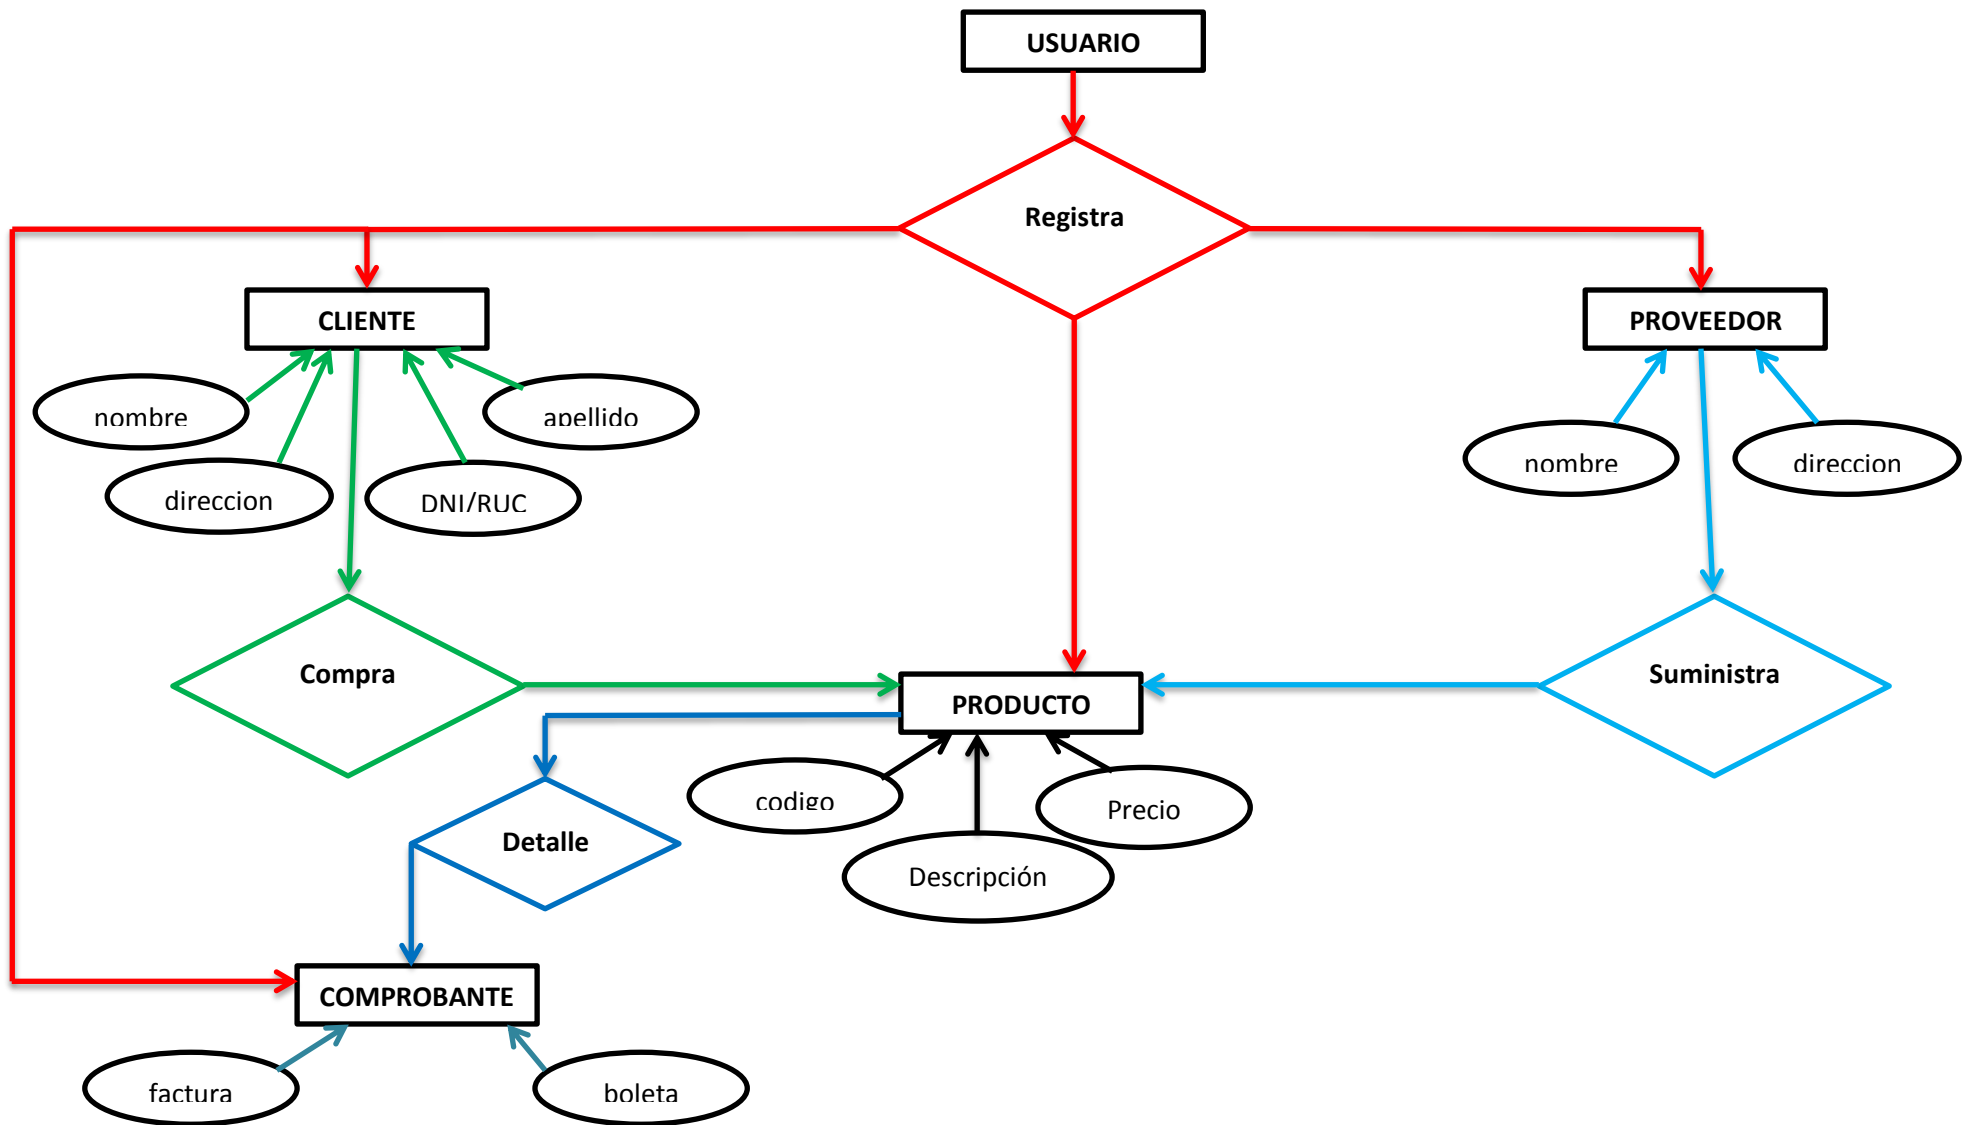 USUARIO
Registra
CLIENTE
PROVEEDOR
nombre
apellido
direccion
DNI/RUC
nombre
direccion
Compra
Suministra
PRODUCTO
codigo
Precio
Descripción
Detalle
COMPROBANTE
factura
boleta